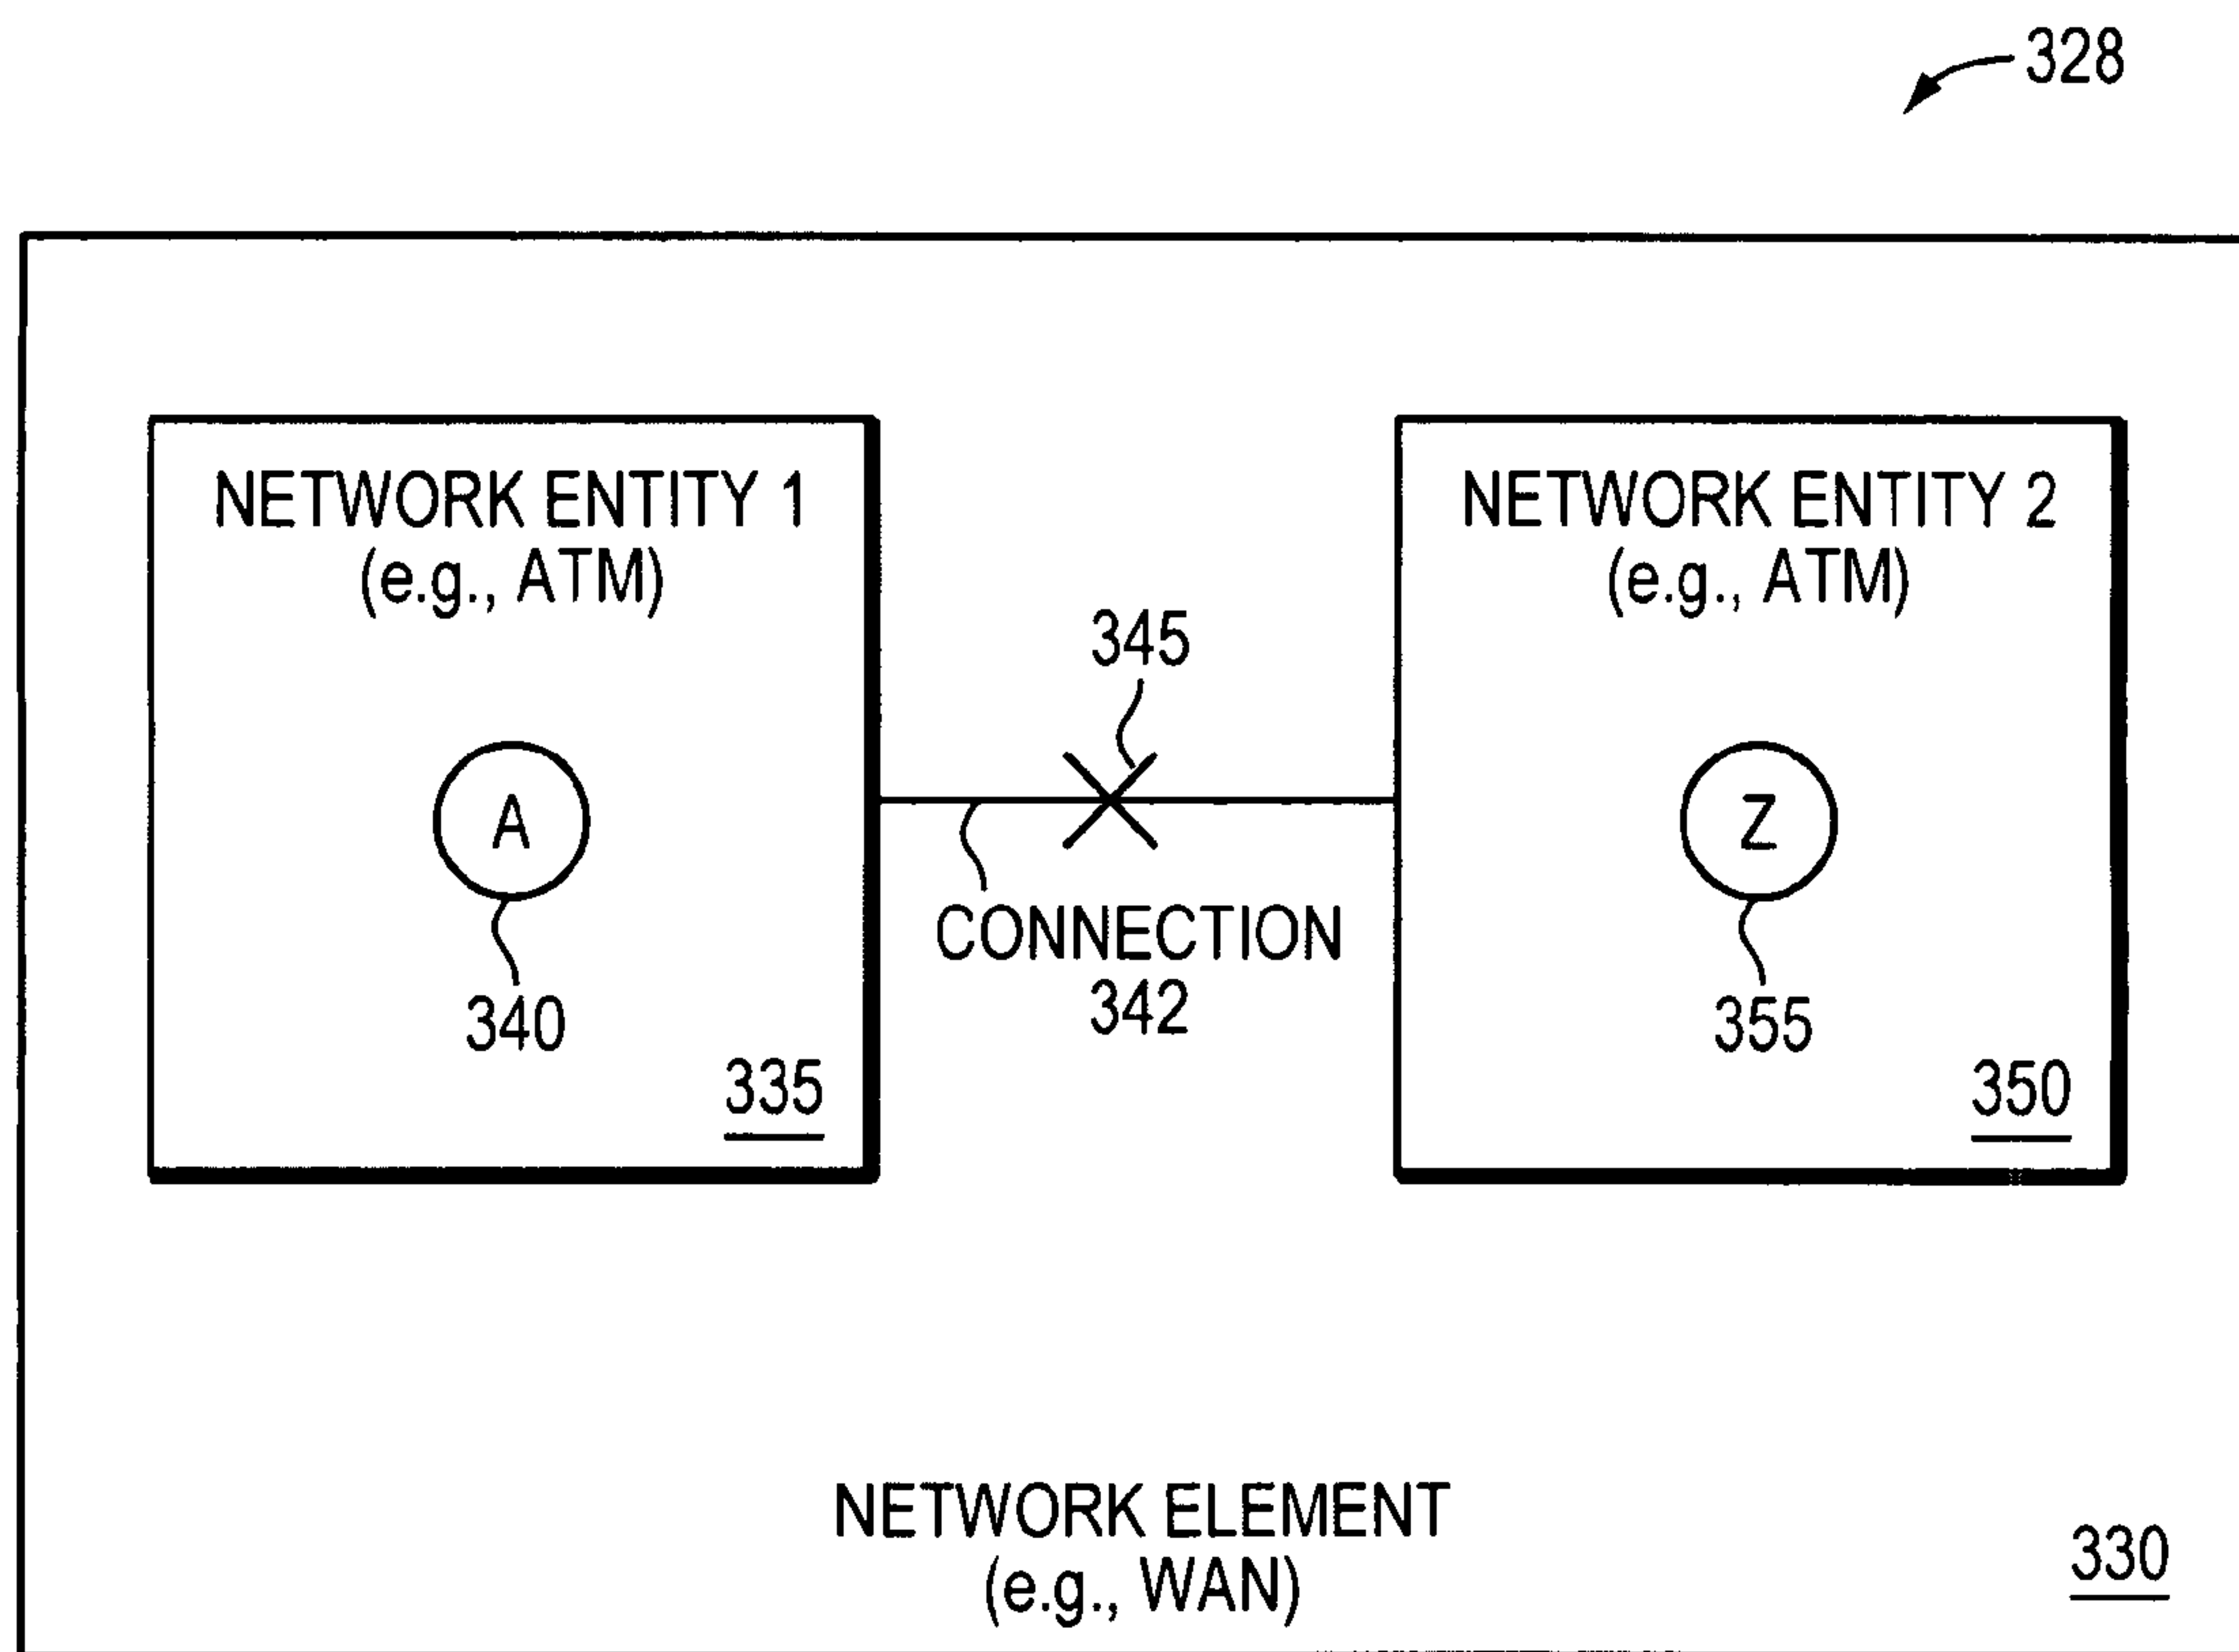 328
NETWORK ENTITY 1
(e.g., ATM)
A
340
335
345
CONNECTION
342
NETWORK ENTITY 2
(e.g., ATM)
Z
355
350
NETWORK ELEMENT
(e.g., WAN)
330